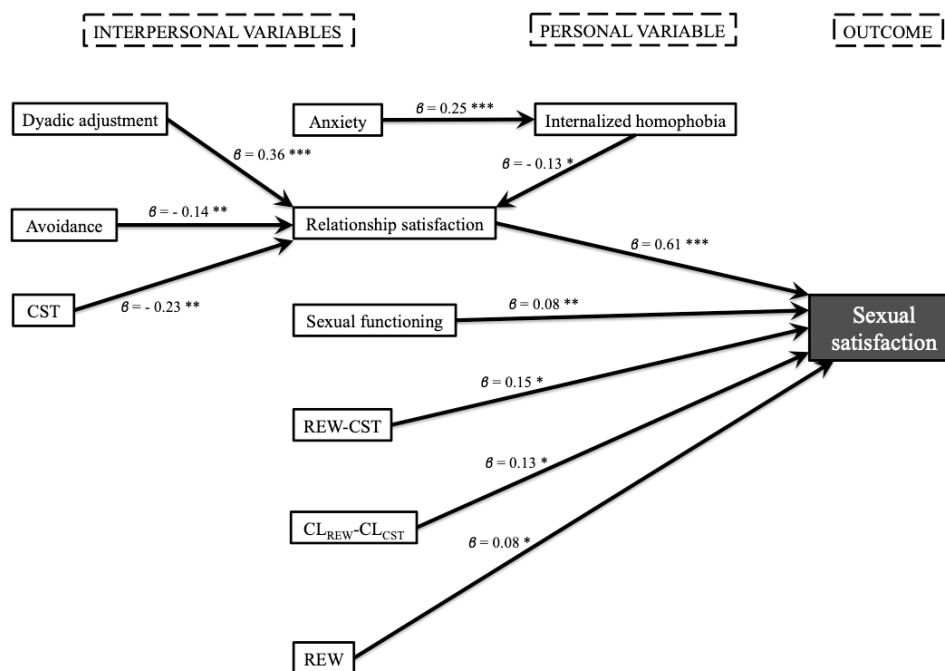 INTERPERSONAL VARIABLES
PERSONAL VARIABLE
OUTCOME
Dyadic adjustment
Anxiety
β = 0.25 ***
Internalized homophobia
β = 0.36 ***
β = - 0.13 *
Avoidance
β = - 0.14 **
Relationship satisfaction
β = 0.61 ***
CST
β = - 0.23 **
Sexual functioning
β = 0.08 **
Sexual
satisfaction
REW-CST
β = 0.15 *
CLREW-CLCST
β = 0.13 *
β = 0.08 *
REW